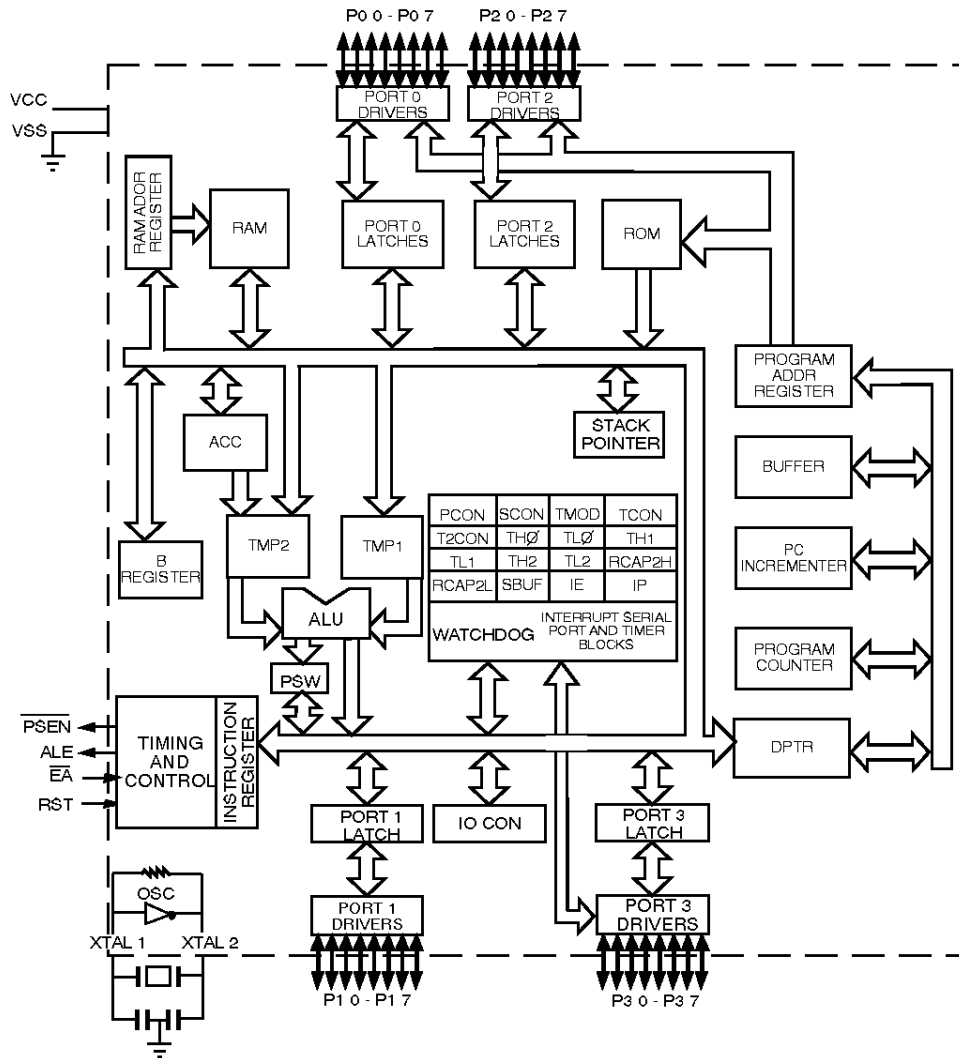 P0 0 - P0 7
P2 0 - P2 7
VCC
VSS
PORT 0
DRIVERS
PORT 2
DRIVERS
RAM ADDR
REGISTER
RAM
PORT 0
LATCHES
PORT 2
LATCHES
ROM
PROGRAM
ADDR
REGISTER
ACC
STACK
POINTER
BUFFER
B
REGISTER
TMP2
TMP1
PCON SCON TMOD TCON
T2CON THØ TLØ TH1
TL1 TH2 TL2 RCAP2H
RCAP2L SBUF IE IP
WATCHDOG
INTERRUPT SERIAL
PORT AND TIMER
BLOCKS
PC
INCREMENTER
ALU
PSW
PROGRAM
COUNTER
PSEN
ALE
EA
RST
TIMING
AND
CONTROL
INSTRUCTION
REGISTER
DPTR
PORT 1
LATCH
IO CON
PORT 3
LATCH
OSC
XTAL 1
XTAL 2
PORT 1
DRIVERS
PORT 3
DRIVERS
P1 0 - P1 7
P3 0 - P3 7